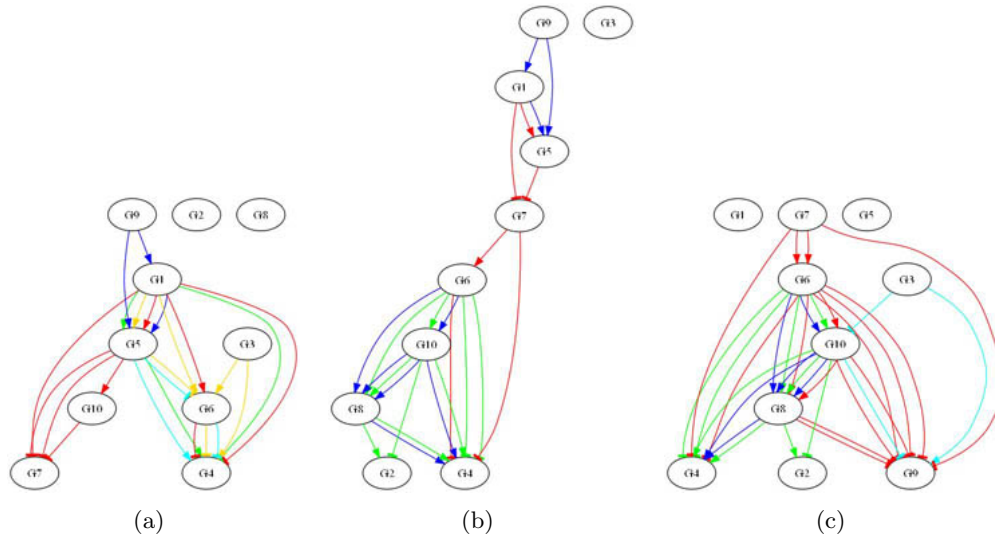 G9 G3
G1
G5
G9 G2 G8
G7
G1 G7 G5
G1
G6
G6 G3
G5 G3
G10
G10
G10 G6
G8
G8
G7 G4
G2 G4
G4 G2 G9
(a) (b) (c)